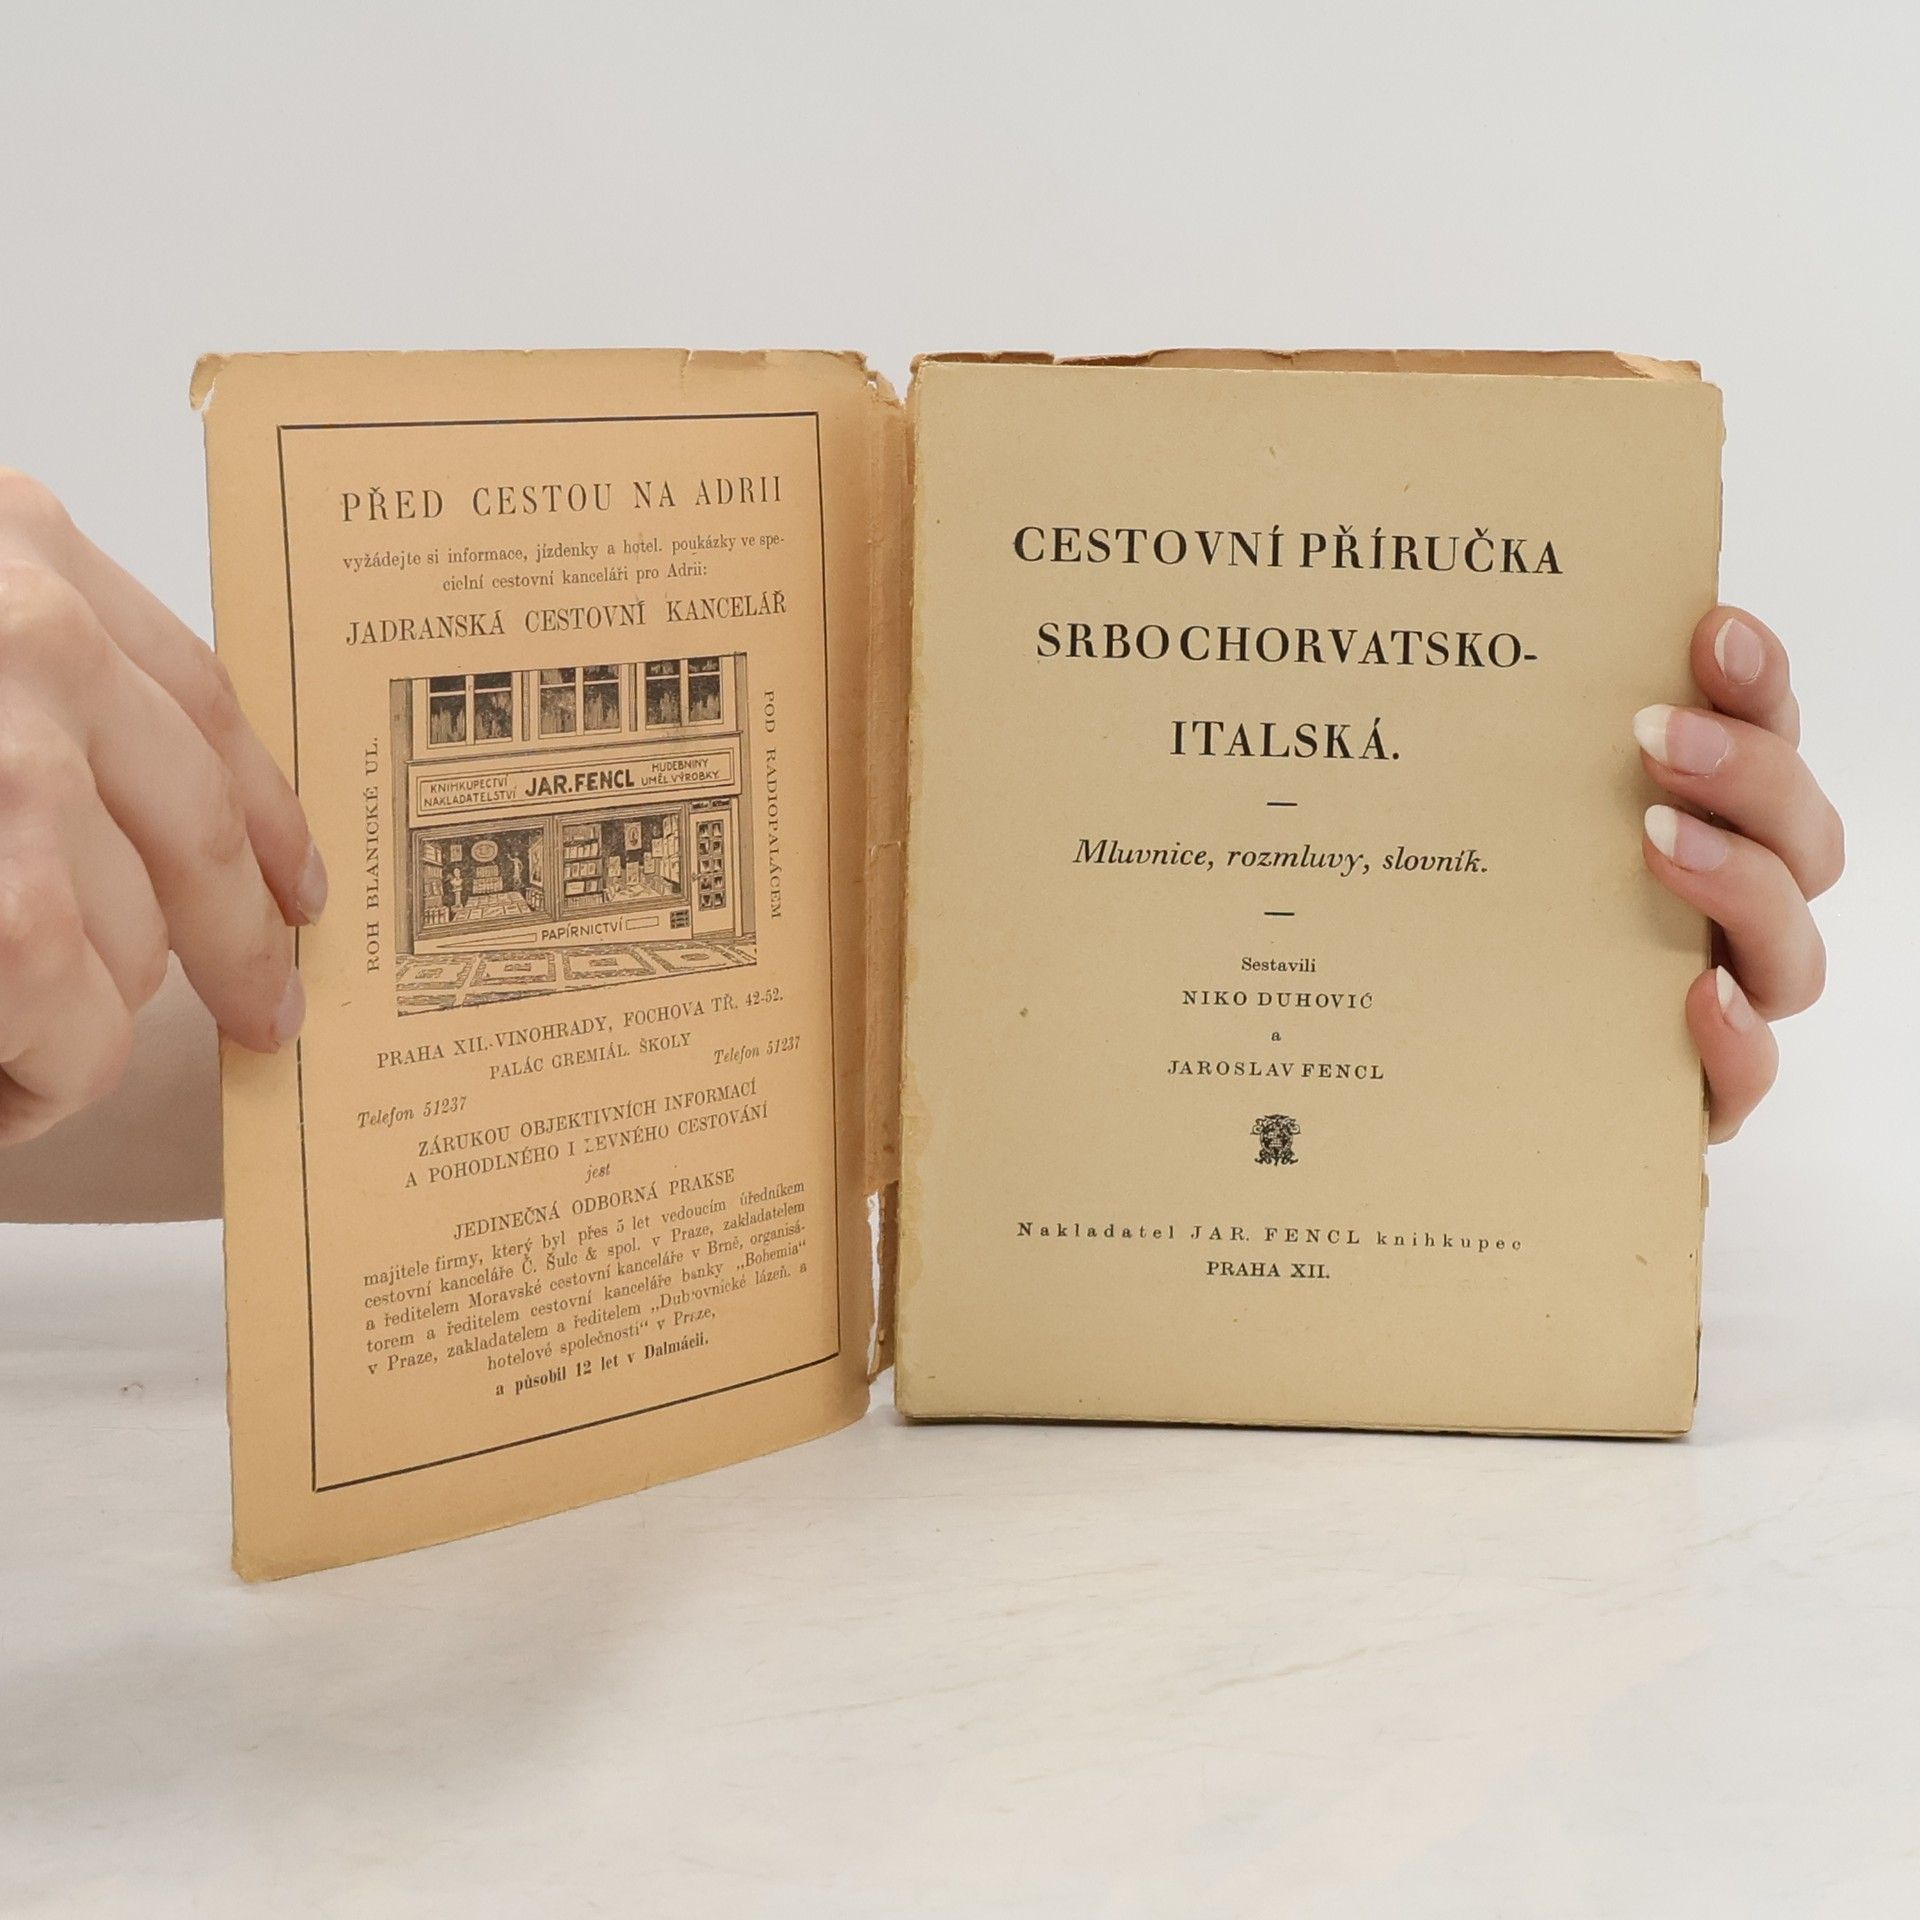 PŘED CESTOU NA ADRII
vyžádejte si informace, jízdenky a hotel. poukázky ve spe-
cielní cestovní kanceláři pro Adrii:
JADRANSKÁ CESTOVNÍ KANCELÁŘ
ROH BLANICKÉ UL.
KNIHKUPECTVÍ
NAKLADATELSTVÍ
JAR. FENCL
HUDEBNINY
UMĚL. VÝROBKY
PAPÍRNICTVÍ
POD RADIOPALÁCEM
PRAHA XII.-VINOHRADY, FOCHOVA TŘ. 42-52.
PALÁC GREMIÁL. ŠKOLY
Telefon 51237
Telefon 51237
ZÁRUKOU OBJEKTIVNÍCH INFORMACÍ
A POHODLNÉHO I LEVNÉHO CESTOVÁNÍ
jest
JEDINEČNÁ ODBORNÁ PRAKSE
majitele firmy, který byl přes 5 let vedoucím úředníkem
cestovní kanceláře Č. Šulc & spol. v Praze, zakladatelem
a ředitelem Moravské cestovní kanceláře v Brně, organisá-
torem a ředitelem cestovní kanceláře banky „Bohemia“
v Praze, zakladatelem a ředitelem „Dubrovnické lázeň. a
hotelové společnosti“ v Praze,
a působil 12 let v Dalmácii.
CESTOVNÍ PŘÍRUČKA
SRBOCHORVATSKO-
ITALSKÁ.
Mluvnice, rozmluvy, slovník.
Sestavili
NIKO DUHOVIĆ
a
JAROSLAV FENCL
Nakladatel JAR. FENCL knihkupec
PRAHA XII.